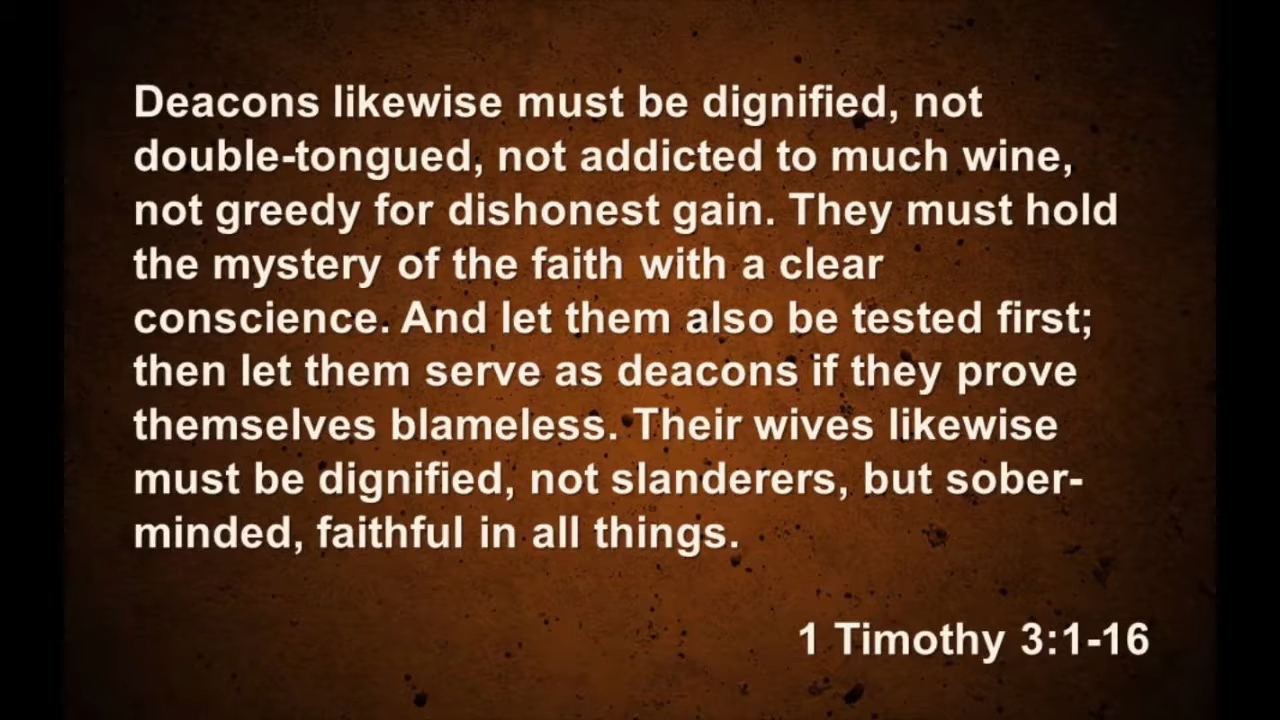 Deacons likewise must be dignified, not
double-tongued, not addicted to much wine,
not greedy for dishonest gain. They must hold
the mystery of the faith with a clear
conscience. And let them also be tested first;
then let them serve as deacons if they prove
themselves blameless. Their wives likewise
must be dignified, not slanderers, but sober-
minded, faithful in all things.
1 Timothy 3:1-16